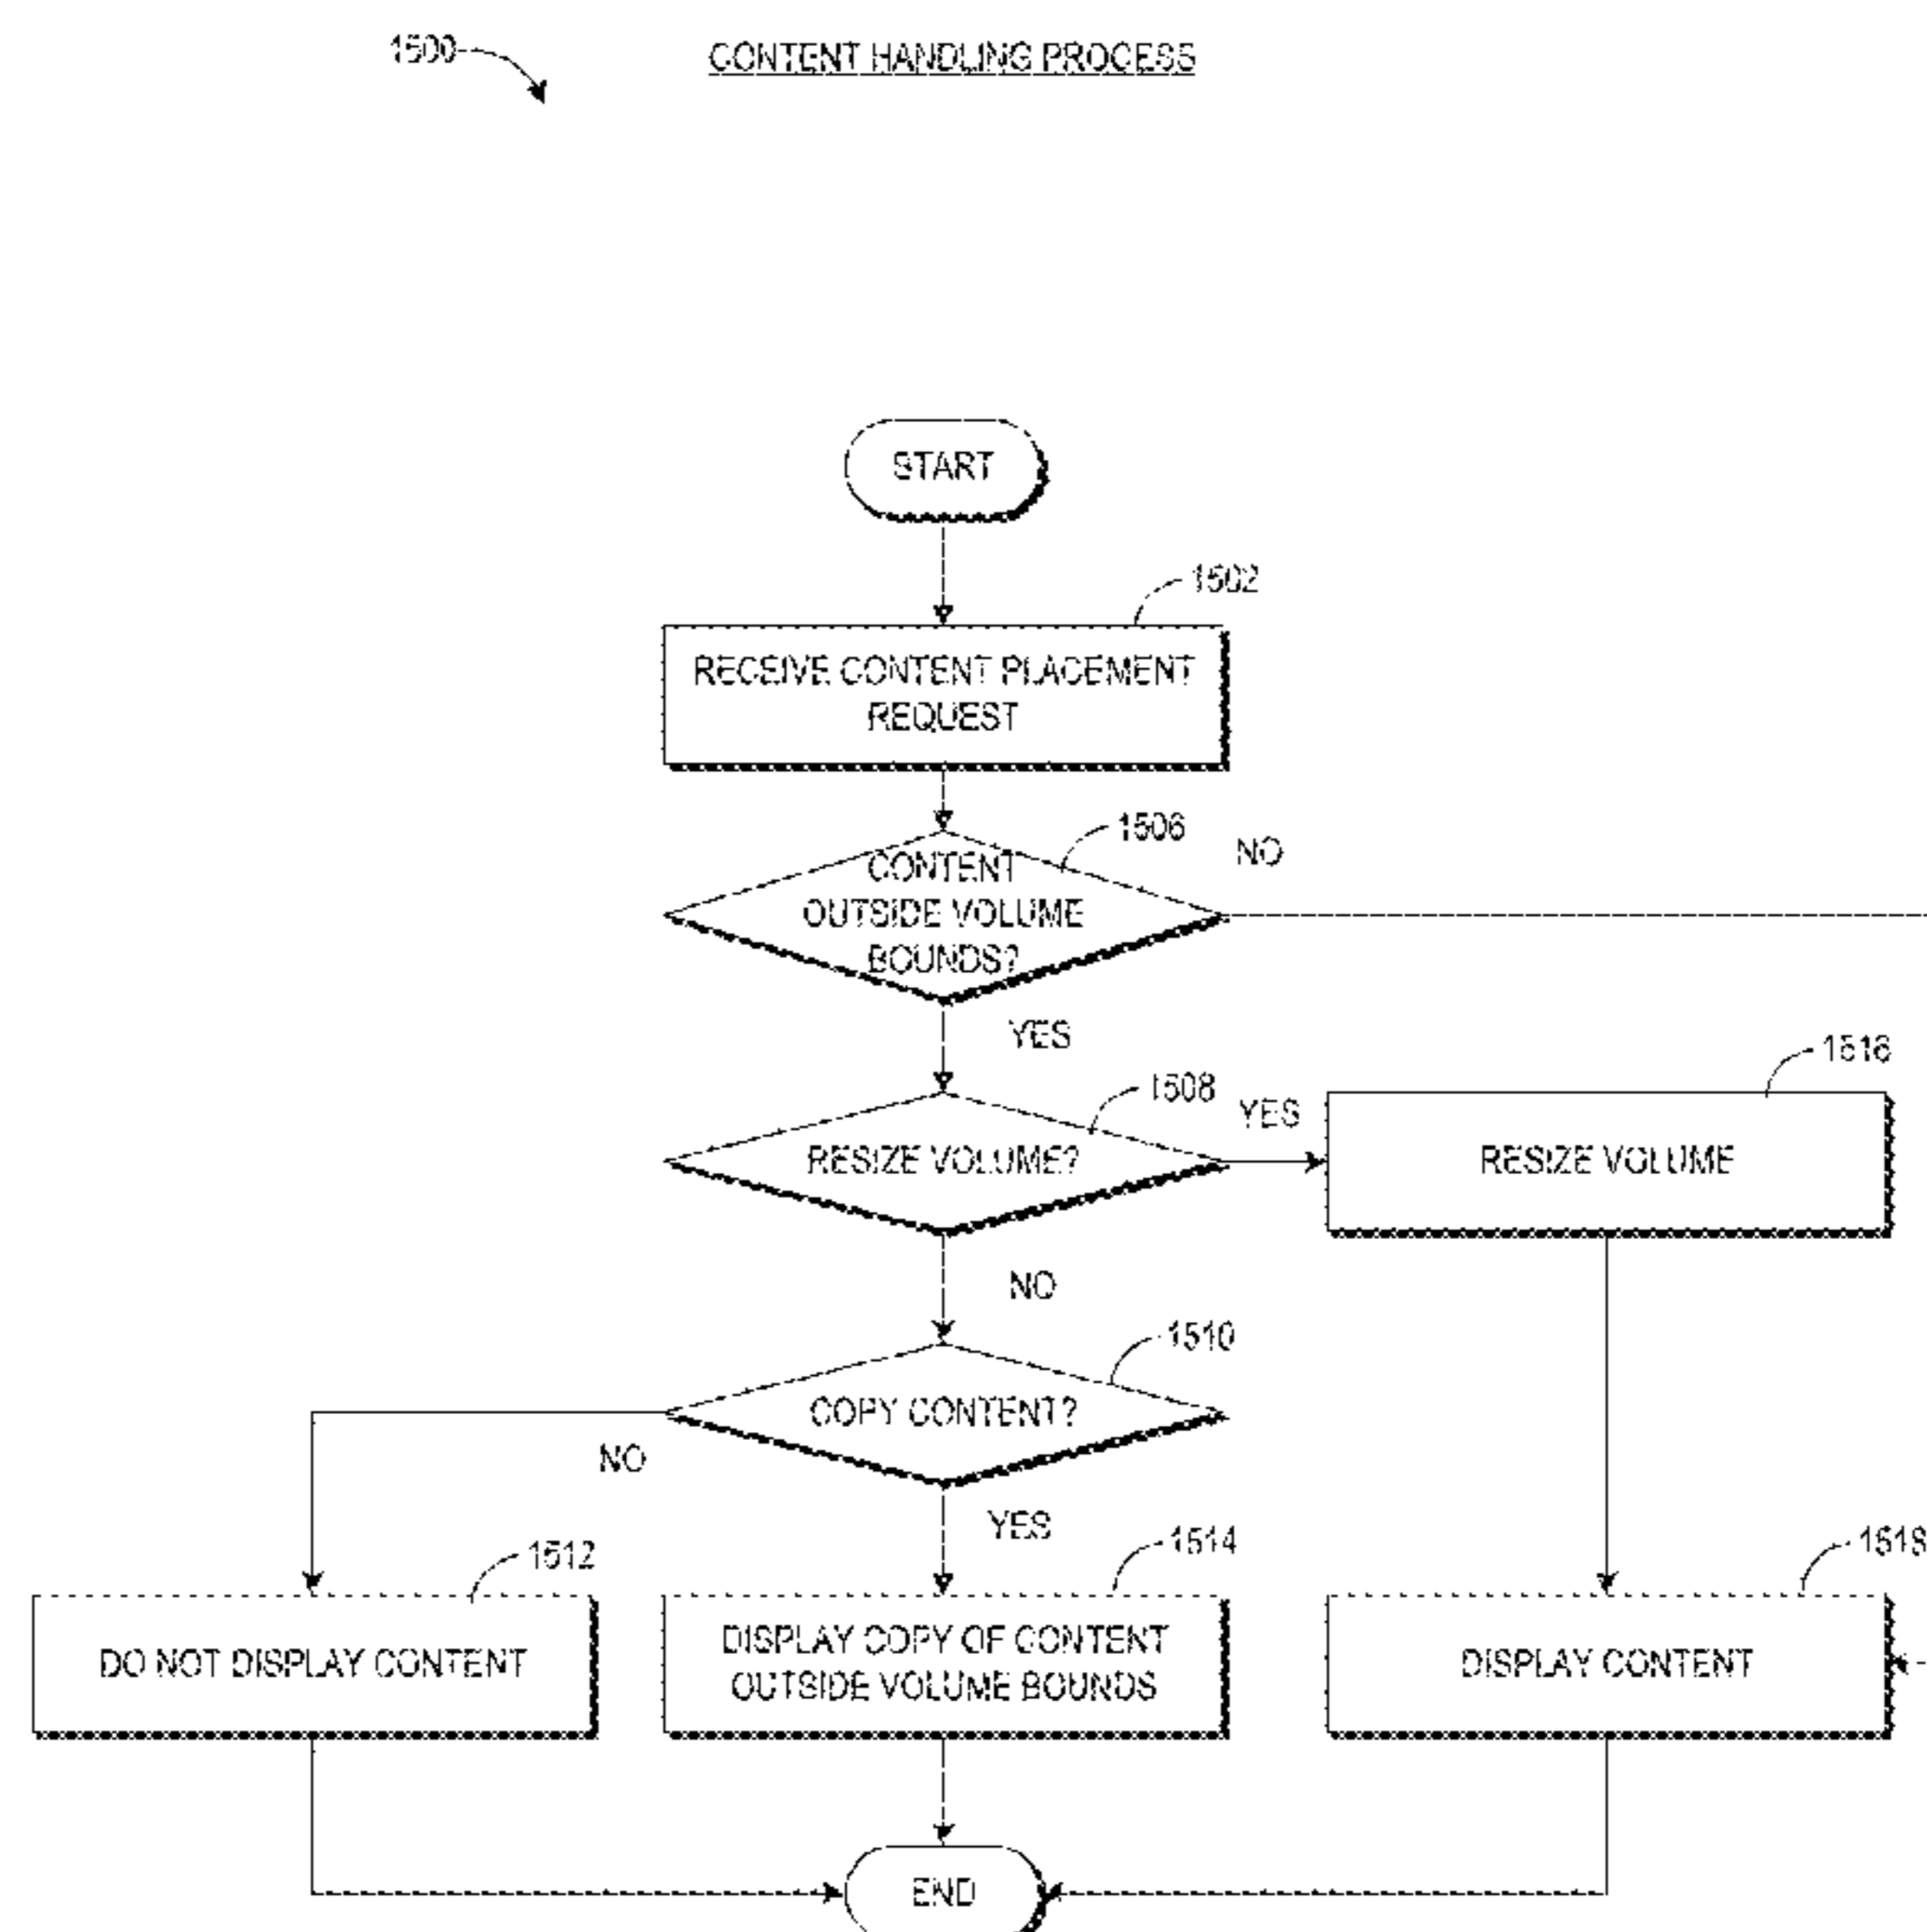 1500
CONTENT HANDLING PROCESS
START
1502
RECEIVE CONTENT PLACEMENT
REQUEST
1506
NO
CONTENT
OUTSIDE VOLUME
BOUNDS?
YES
1508
YES
1516
RESIZE VOLUME?
RESIZE VOLUME
NO
1510
COPY CONTENT?
NO
YES
1512
1514
1518
DO NOT DISPLAY CONTENT
DISPLAY COPY OF CONTENT
OUTSIDE VOLUME BOUNDS
DISPLAY CONTENT
END